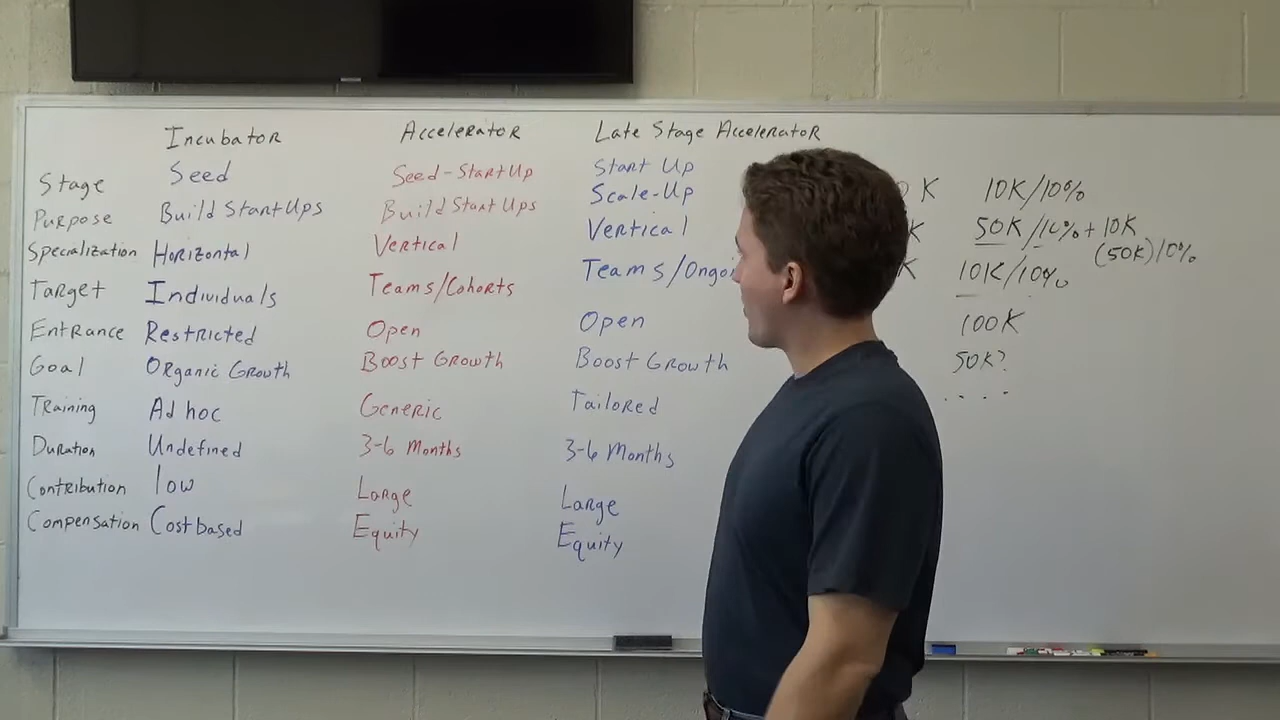 Incubator Accelerator Late Stage Accelerator
Stage Seed Seed-StartUp Start Up
Scale-Up
Purpose Build StartUps Build StartUps
Specialization Horizontal Vertical Vertical
Target Individuals Teams/Cohorts Teams/Ongoi
Entrance Restricted Open Open
Goal Organic Growth Boost Growth Boost Growth
Training Ad hoc Generic Tailored
Duration Undefined 3-6 Months 3-6 Months
Contribution low Large Large
Compensation Cost based Equity Equity
K 10K/10%
K 50K/10% + 10K
(50K)10%
K 10K/10%
100K
50K?
. . . .